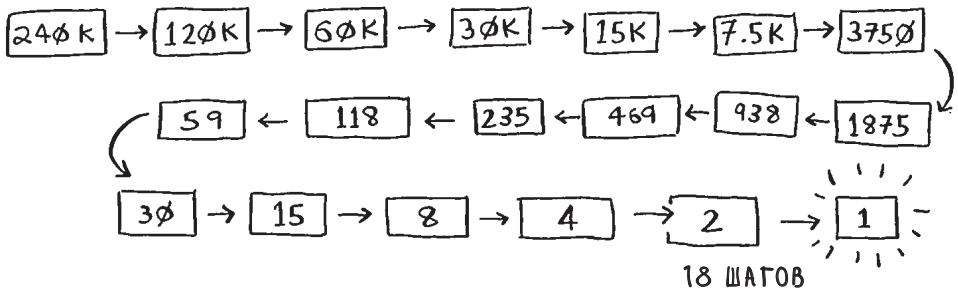 240K → 120K → 60K → 30K → 15K → 7.5K → 3750
59 ← 118 ← 235 ← 469 ← 938 ← 1875
30 → 15 → 8 → 4 → 2 → 1
18 ШАГОВ